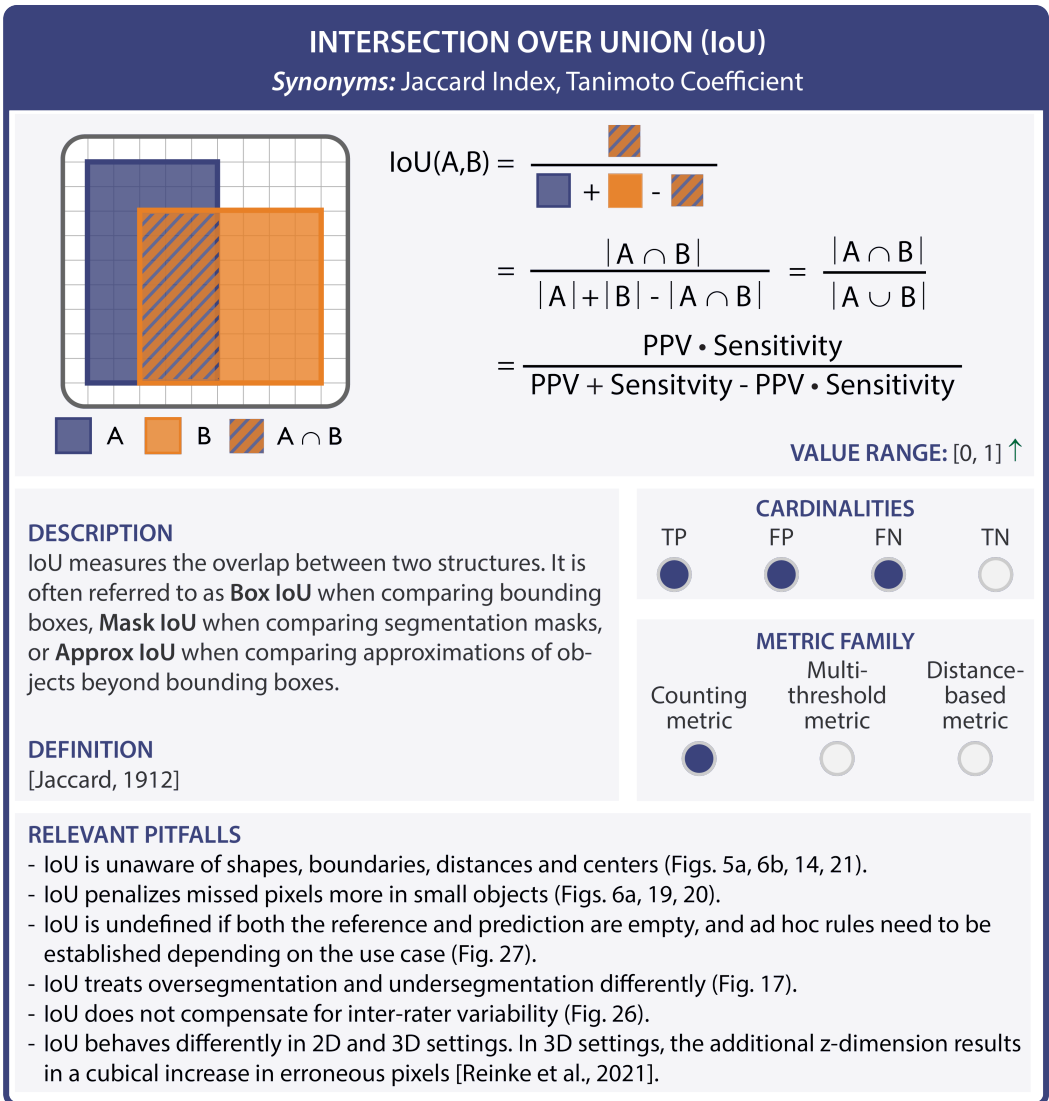 INTERSECTION OVER UNION (IoU)
Synonyms: Jaccard Index, Tanimoto Coefficient
IoU(A,B) =
+ -
= |A ∩ B| / |A|+|B| - |A ∩ B| = |A ∩ B| / |A ∪ B|
= PPV • Sensitivity / PPV + Sensitvity - PPV • Sensitivity
A B A ∩ B
VALUE RANGE: [0, 1] ↑
DESCRIPTION
IoU measures the overlap between two structures. It is
often referred to as Box IoU when comparing bounding
boxes, Mask IoU when comparing segmentation masks,
or Approx IoU when comparing approximations of ob-
jects beyond bounding boxes.
DEFINITION
[Jaccard, 1912]
CARDINALITIES
TP FP FN TN
METRIC FAMILY
Counting
metric
Multi-
threshold
metric
Distance-
based
metric
RELEVANT PITFALLS
- IoU is unaware of shapes, boundaries, distances and centers (Figs. 5a, 6b, 14, 21).
- IoU penalizes missed pixels more in small objects (Figs. 6a, 19, 20).
- IoU is undefined if both the reference and prediction are empty, and ad hoc rules need to be
established depending on the use case (Fig. 27).
- IoU treats oversegmentation and undersegmentation differently (Fig. 17).
- IoU does not compensate for inter-rater variability (Fig. 26).
- IoU behaves differently in 2D and 3D settings. In 3D settings, the additional z-dimension results
in a cubical increase in erroneous pixels [Reinke et al., 2021].